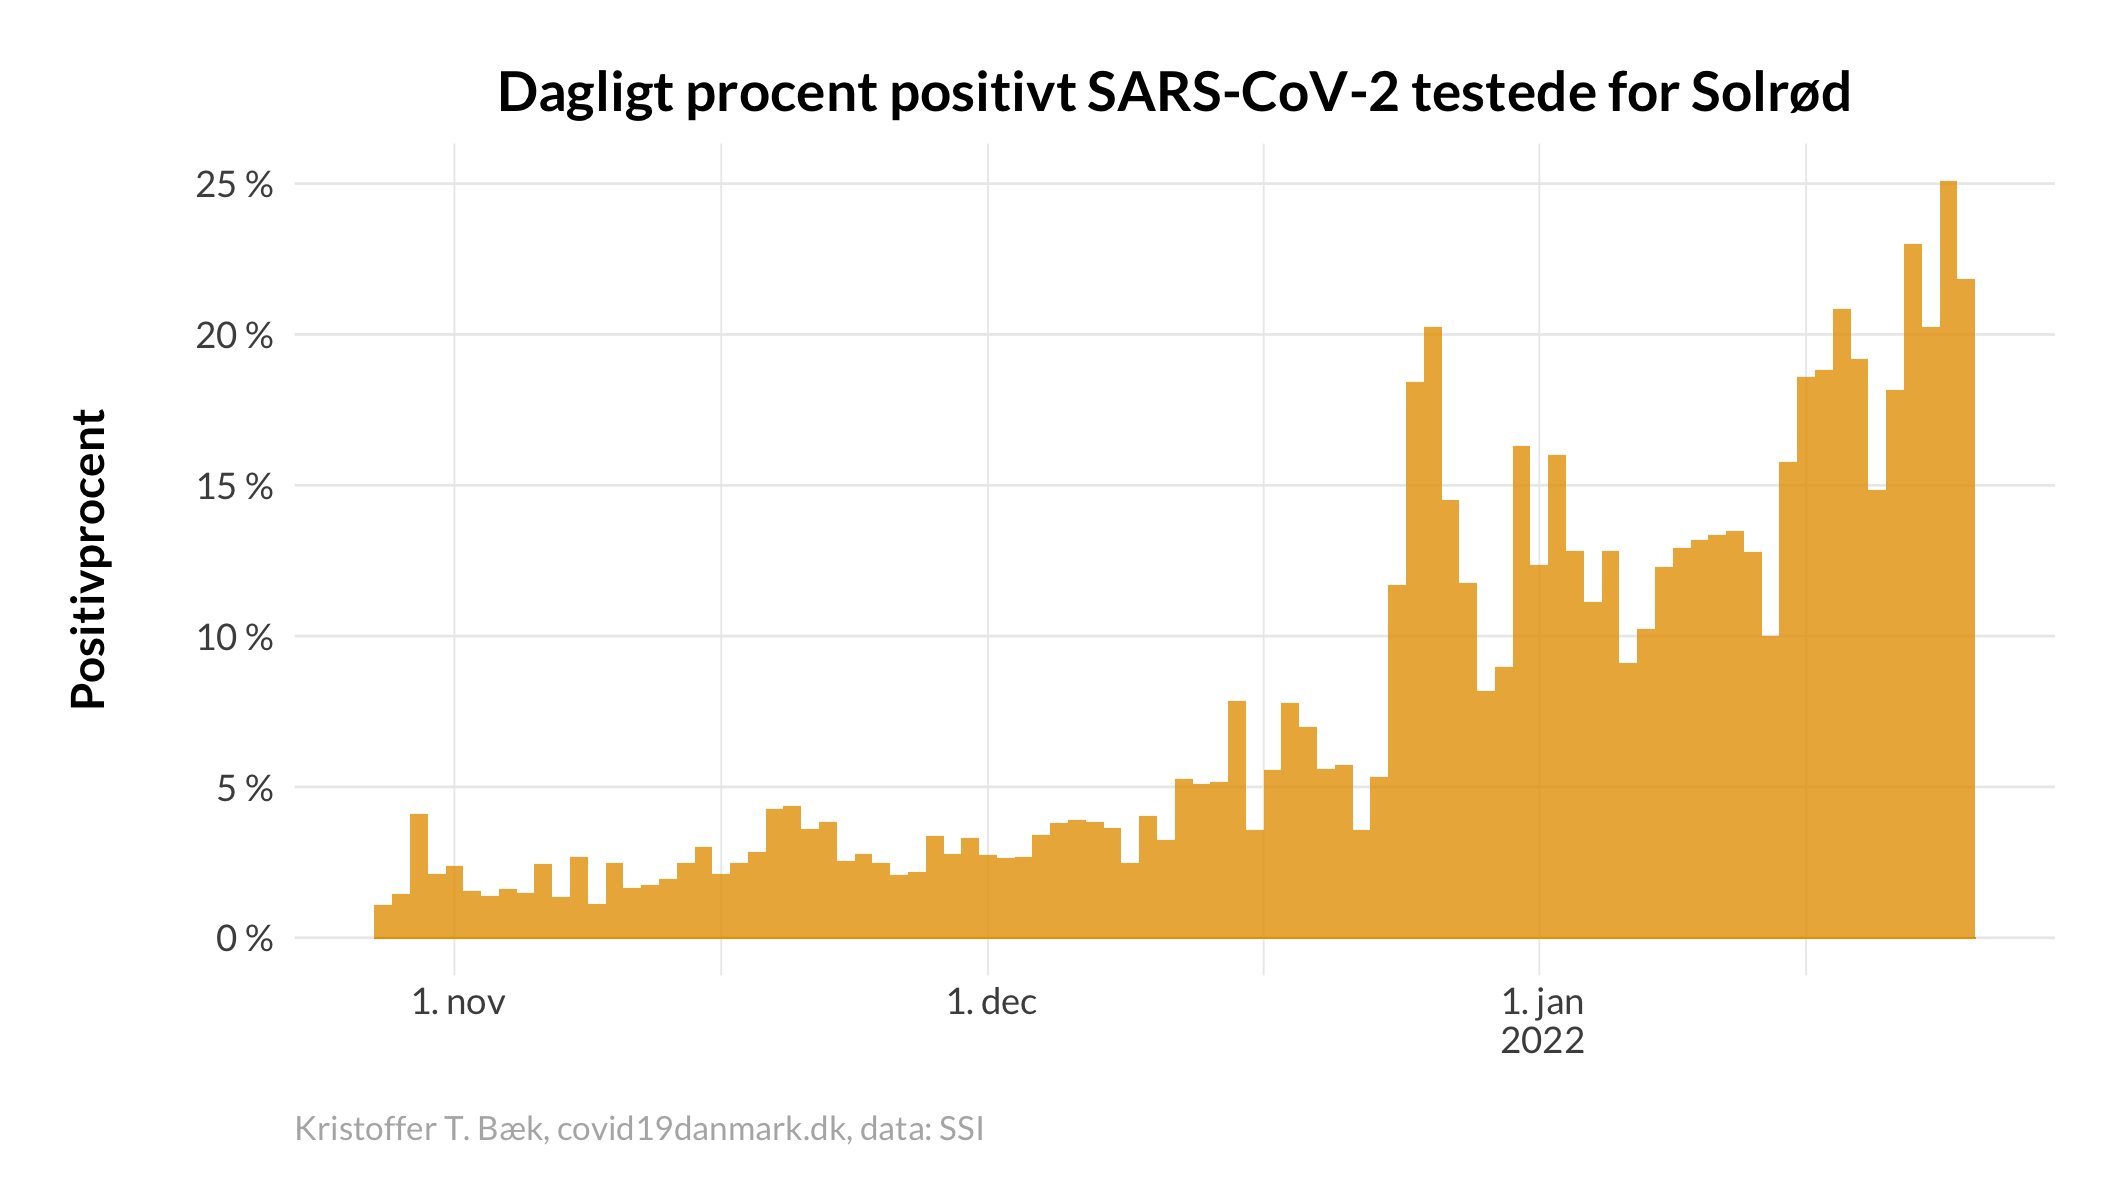 Dagligt procent positivt SARS-CoV-2 testede for Solrød
Positivprocent
25 %
20 %
15 %
10 %
5 %
0 %
1. nov
1. dec
1. jan
2022
Kristoffer T. Bæk, covid19danmark.dk, data: SSI